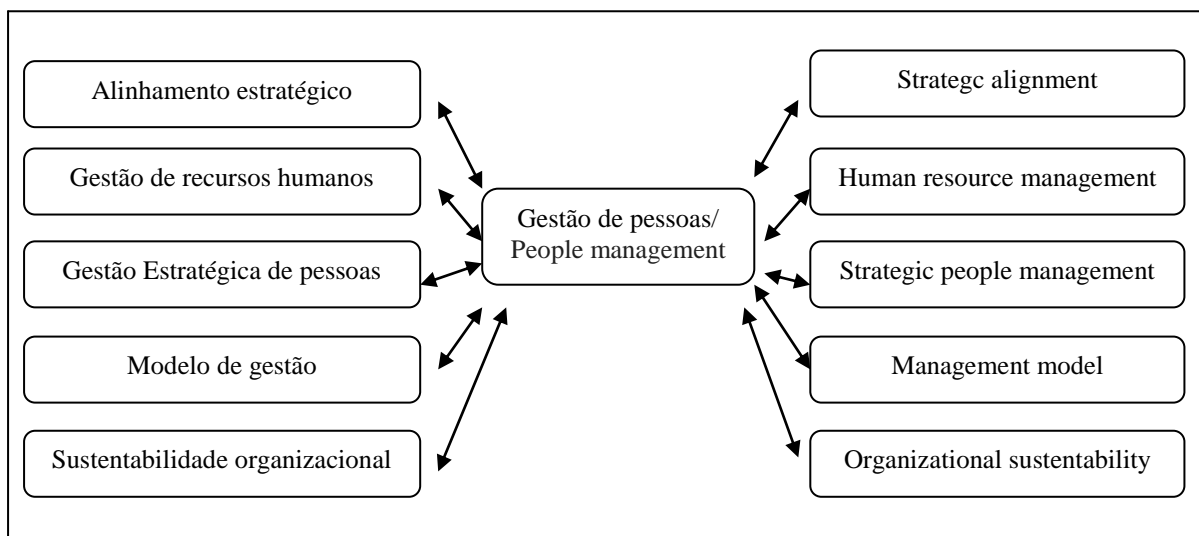 Alinhamento estratégico
Gestão de recursos humanos
Gestão Estratégica de pessoas
Modelo de gestão
Sustentabilidade organizacional
Gestão de pessoas/
People management
Strategc alignment
Human resource management
Strategic people management
Management model
Organizational sustentability